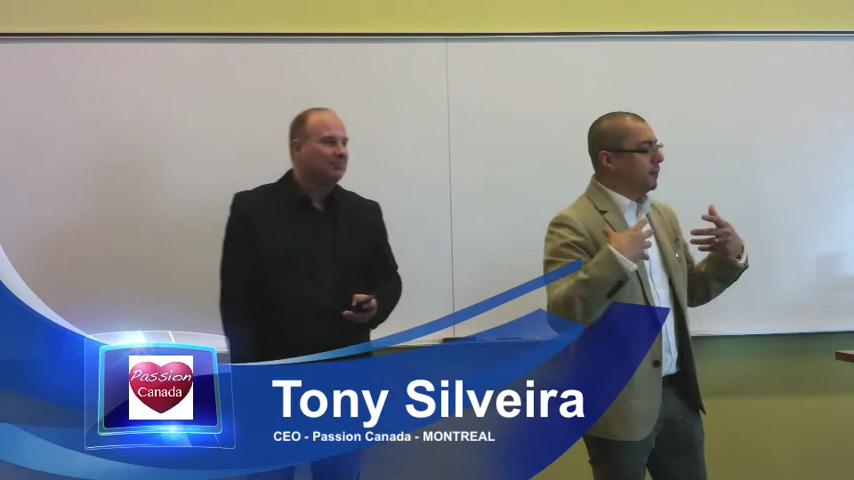 Passion
Canada
Tony Silveira
CEO - Passion Canada - MONTREAL